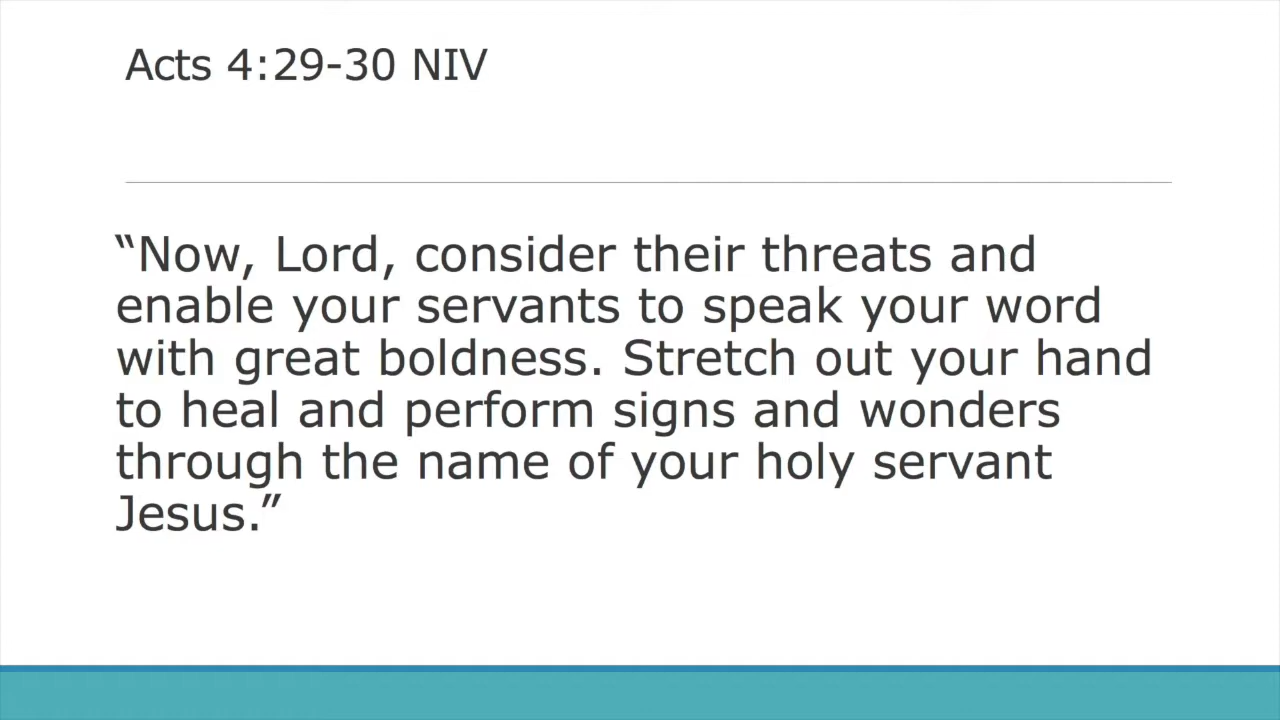 Acts 4:29-30 NIV
“Now, Lord, consider their threats and
enable your servants to speak your word
with great boldness. Stretch out your hand
to heal and perform signs and wonders
through the name of your holy servant
Jesus.”